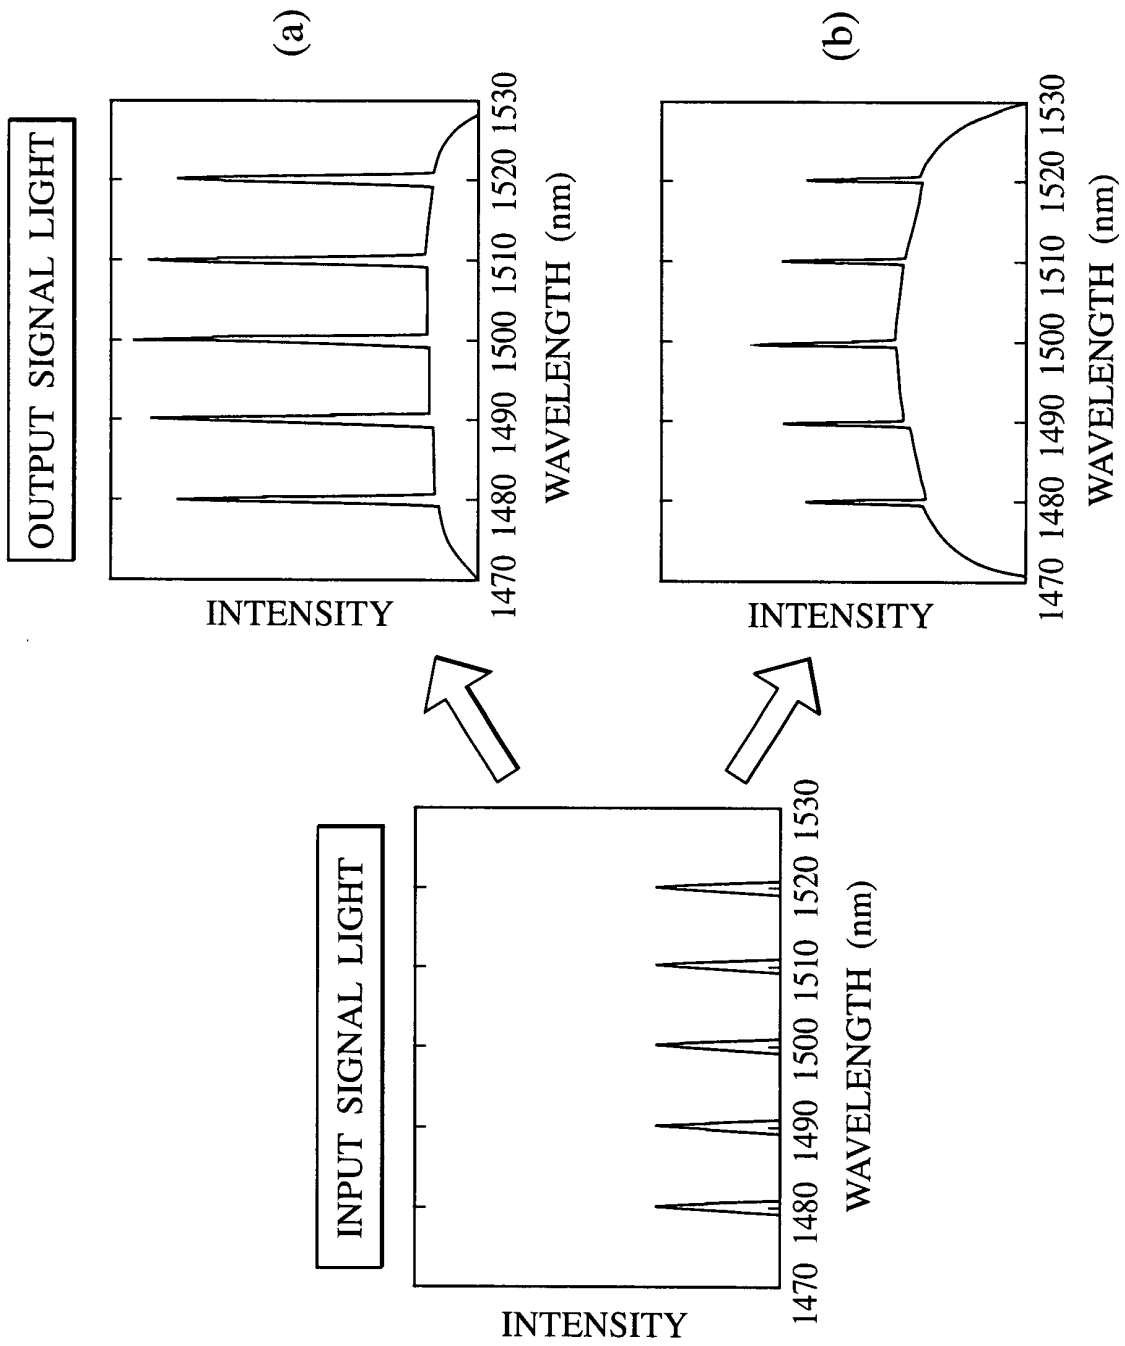 INPUT SIGNAL LIGHT
INTENSITY
1470 1480 1490 1500 1510 1520 1530
WAVELENGTH (nm)
OUTPUT SIGNAL LIGHT
(a)
INTENSITY
1470 1480 1490 1500 1510 1520 1530
WAVELENGTH (nm)
(b)
INTENSITY
1470 1480 1490 1500 1510 1520 1530
WAVELENGTH (nm)